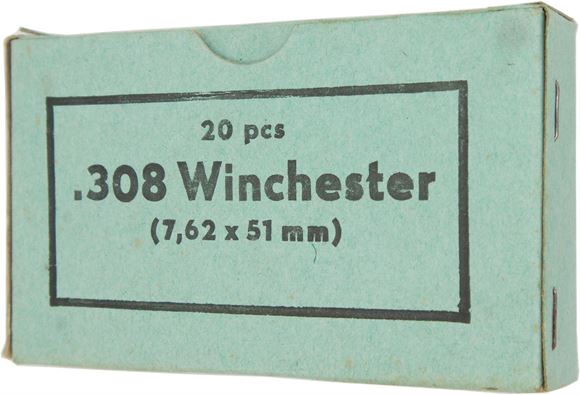 20 pcs
.308 Winchester
(7,62 x 51 mm)